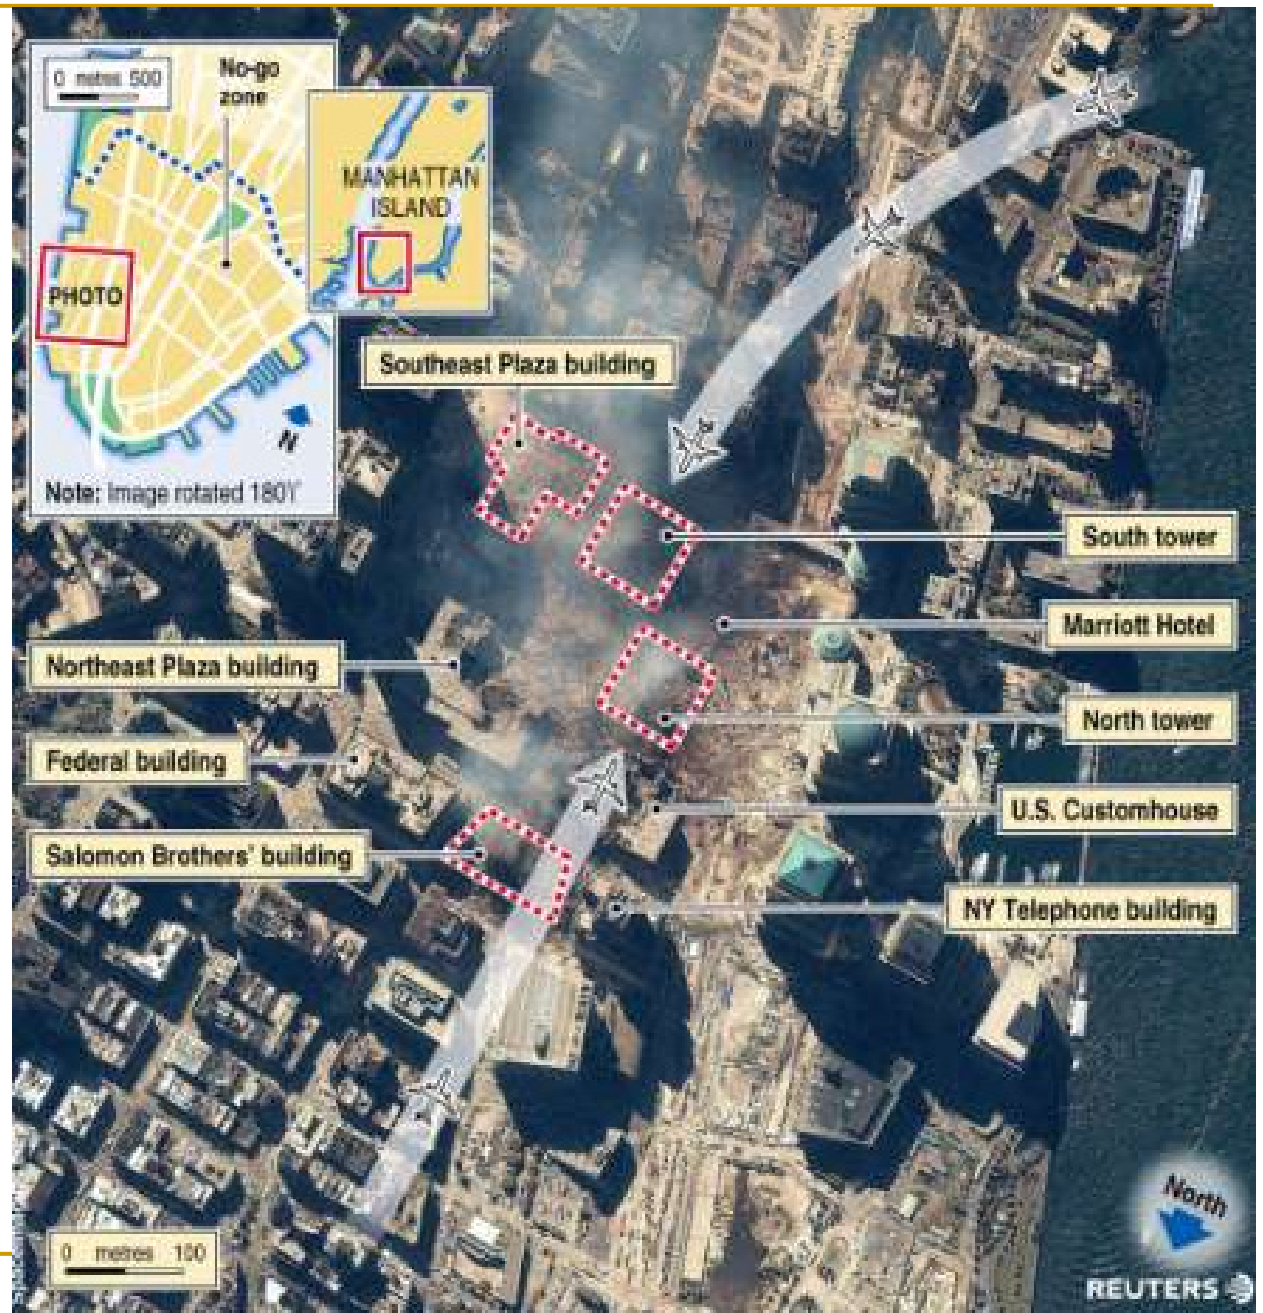 0 metres 500
No-go
zone
MANHATTAN
ISLAND
PHOTO
N
Note: Image rotated 180Y
Southeast Plaza building
South tower
Marriott Hotel
Northeast Plaza building
North tower
Federal building
U.S. Customhouse
Salomon Brothers' building
NY Telephone building
North
0 metres 100
REUTERS